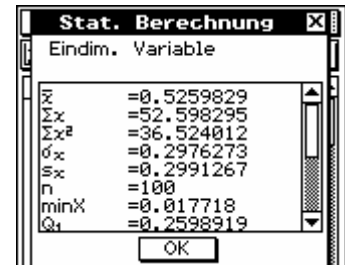 Stat. Berechnung
Eindim. Variable
x̄ =0.5259829
Σx =52.598295
Σx² =36.524012
σx =0.2976273
sx =0.2991267
n =100
minX =0.017718
Q₁ =0.2598919
OK